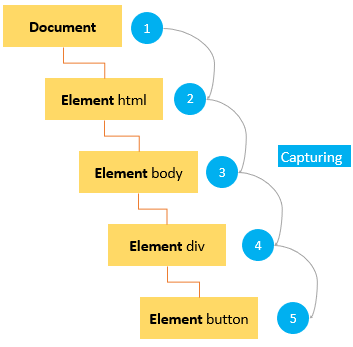 Document 1
Element html 2
Element body 3
Capturing
Element div 4
Element button 5